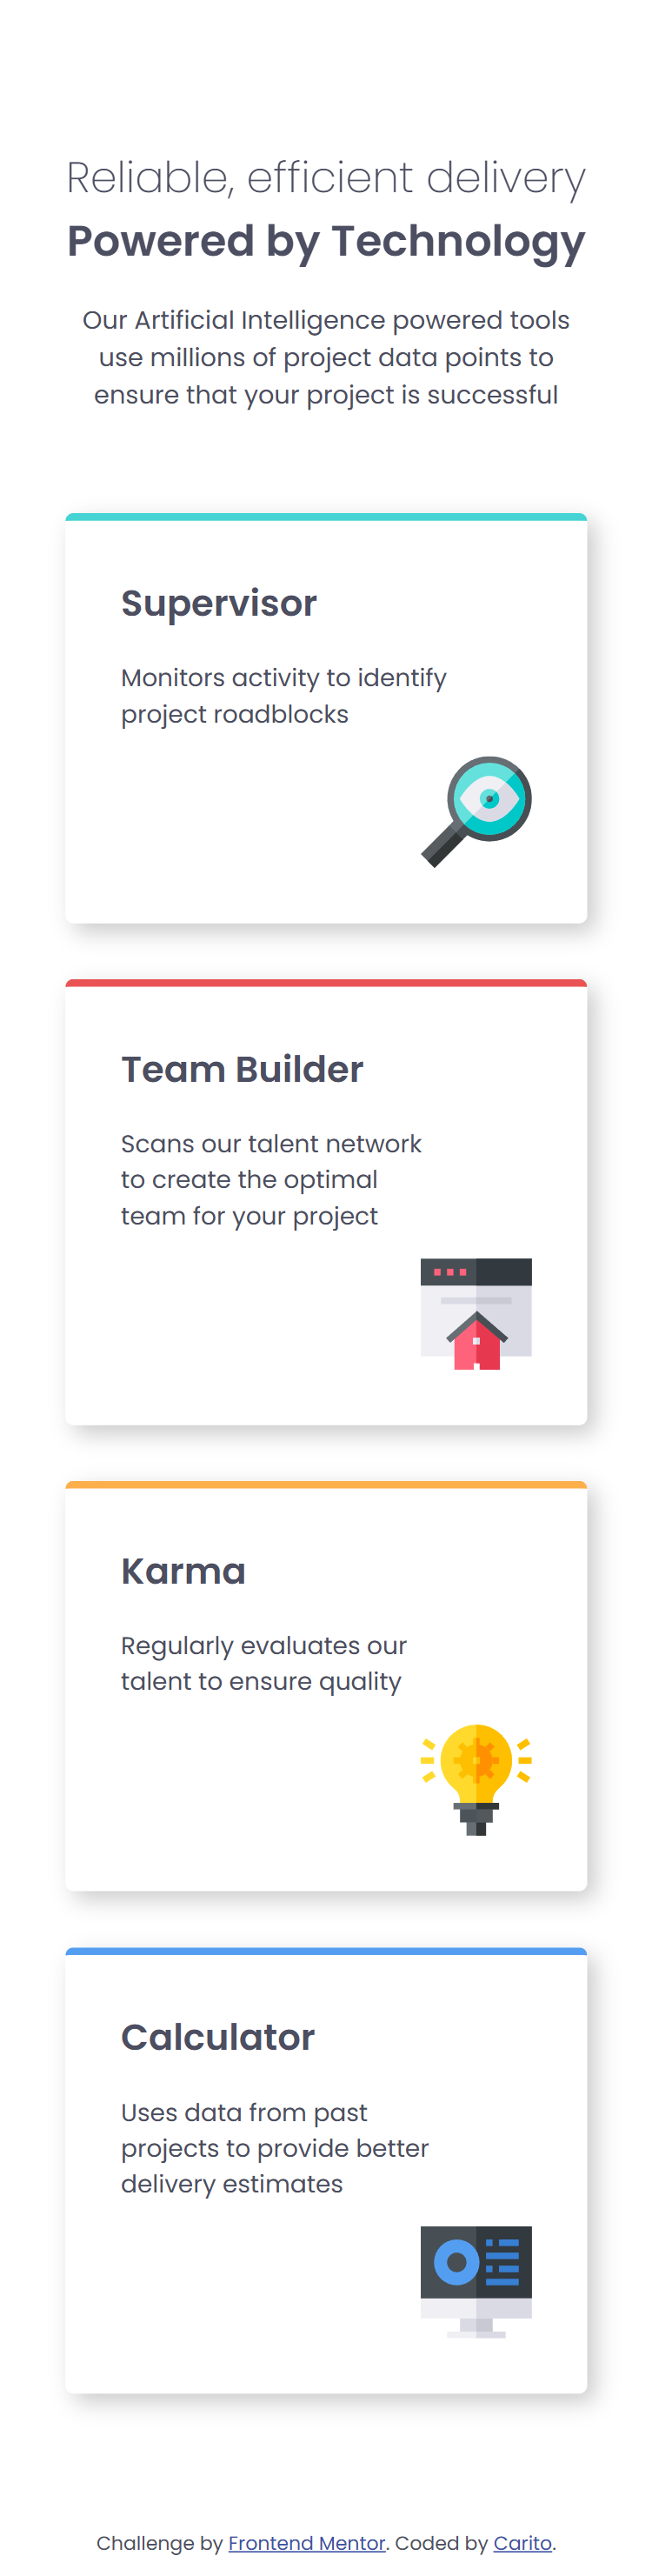 Reliable, efficient delivery
Powered by Technology
Our Artificial Intelligence powered tools
use millions of project data points to
ensure that your project is successful
Supervisor
Monitors activity to identify
project roadblocks
Team Builder
Scans our talent network
to create the optimal
team for your project
Karma
Regularly evaluates our
talent to ensure quality
Calculator
Uses data from past
projects to provide better
delivery estimates
Challenge by Frontend Mentor. Coded by Carito.